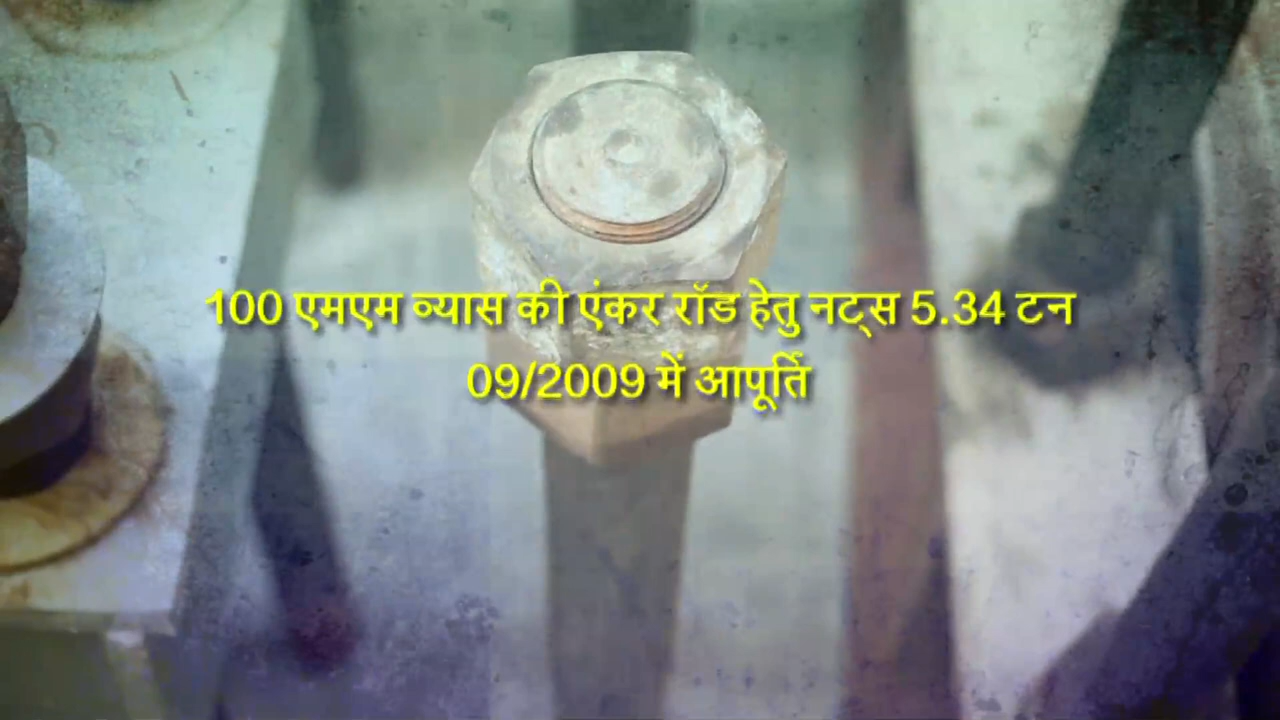 100 एमएम व्यास की एंकर रॉड हेतु नट्स 5.34 टन
09/2009 में आपूर्ति